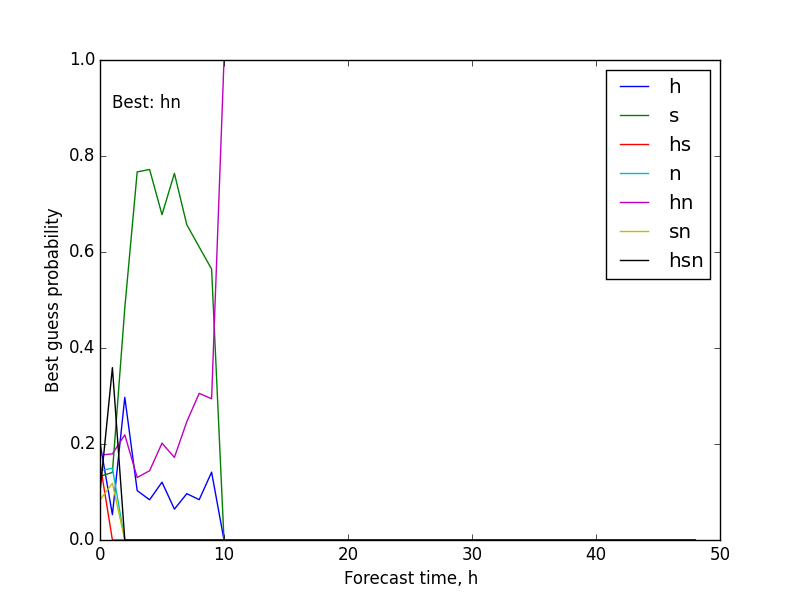 1.0
0.8
0.6
0.4
0.2
0.0
Best guess probability
Best: hn
h
s
hs
n
hn
sn
hsn
0 10 20 30 40 50
Forecast time, h